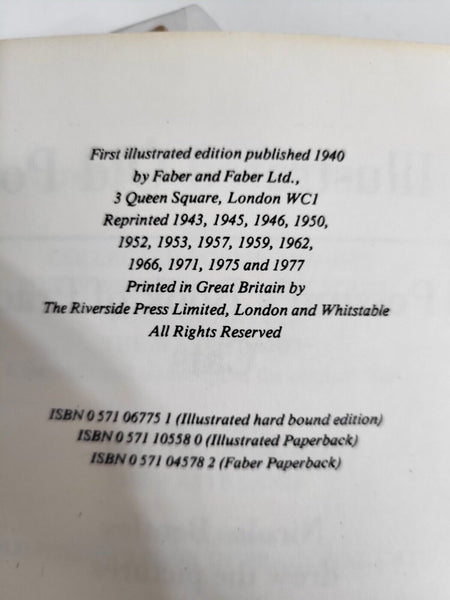 First illustrated edition published 1940
by Faber and Faber Ltd.,
3 Queen Square, London WC1
Reprinted 1943, 1945, 1946, 1950,
1952, 1953, 1957, 1959, 1962,
1966, 1971, 1975 and 1977
Printed in Great Britain by
The Riverside Press Limited, London and Whitstable
All Rights Reserved
ISBN 0 571 06775 1 (Illustrated hard bound edition)
ISBN 0 571 10558 0 (Illustrated Paperback)
ISBN 0 571 04578 2 (Faber Paperback)